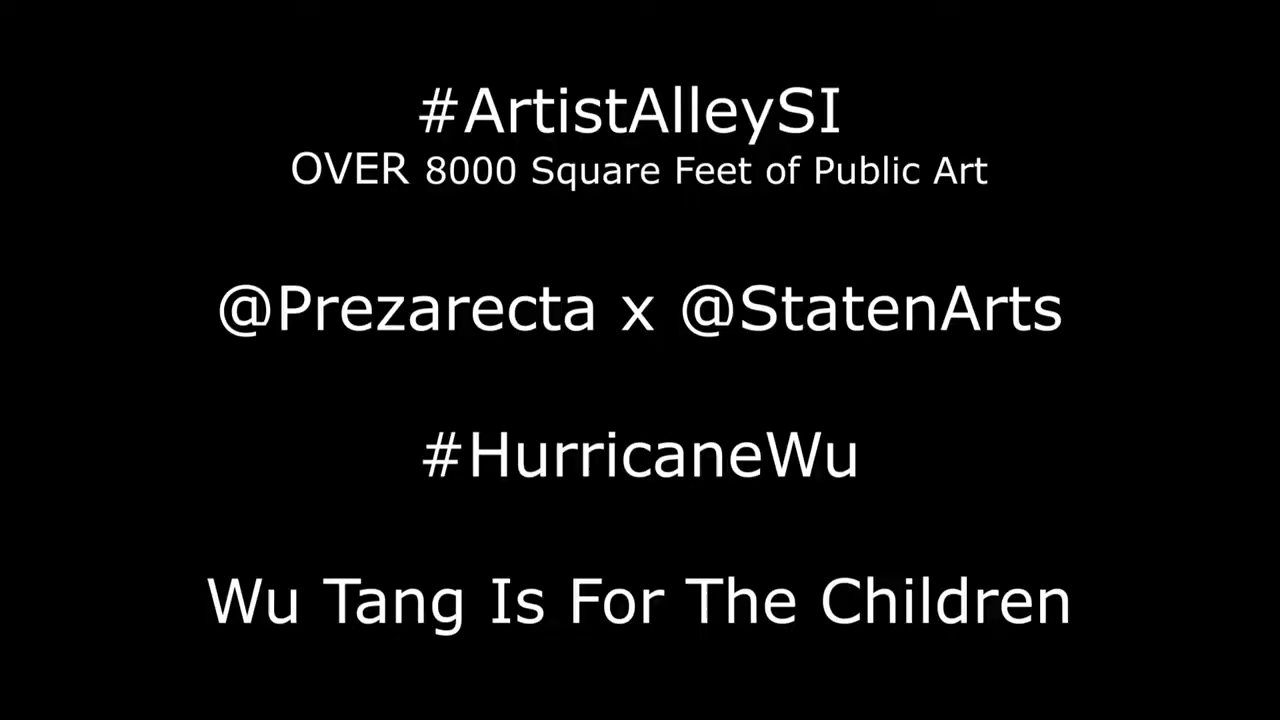 #ArtistAlleySI
OVER 8000 Square Feet of Public Art
@Prezarecta x @StatenArts
#HurricaneWu
Wu Tang Is For The Children